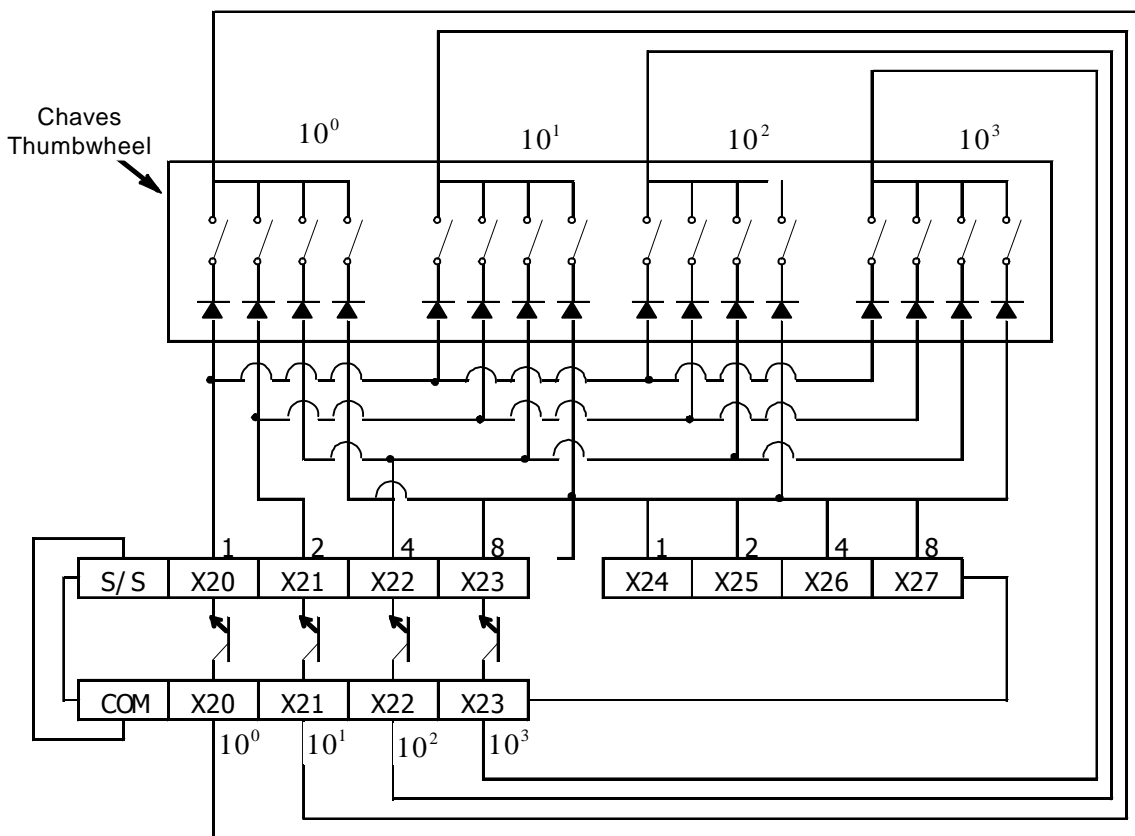 Chaves
Thumbwheel
10⁰ 10¹ 10² 10³
1 2 4 8 1 2 4 8
S/S X20 X21 X22 X23 X24 X25 X26 X27
COM X20 X21 X22 X23
10⁰ 10¹ 10² 10³